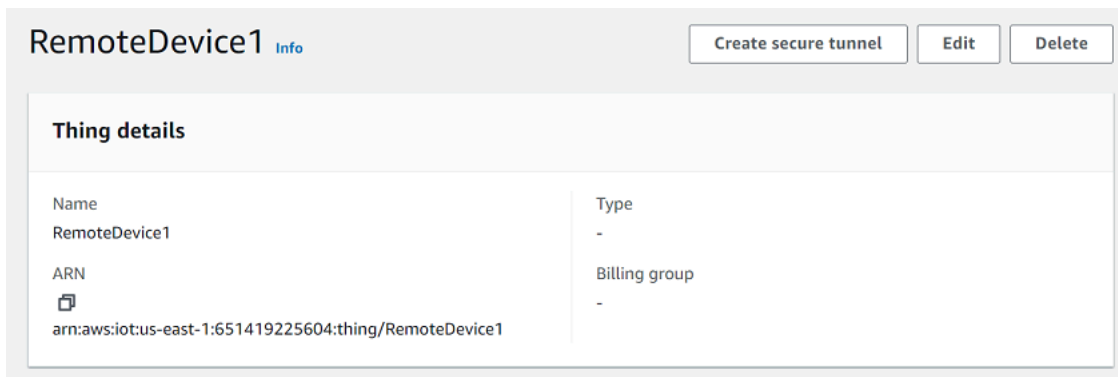 RemoteDevice1 Info
Create secure tunnel
Edit
Delete
Thing details
Name
RemoteDevice1
ARN
arn:aws:iot:us-east-1:651419225604:thing/RemoteDevice1
Type
-
Billing group
-